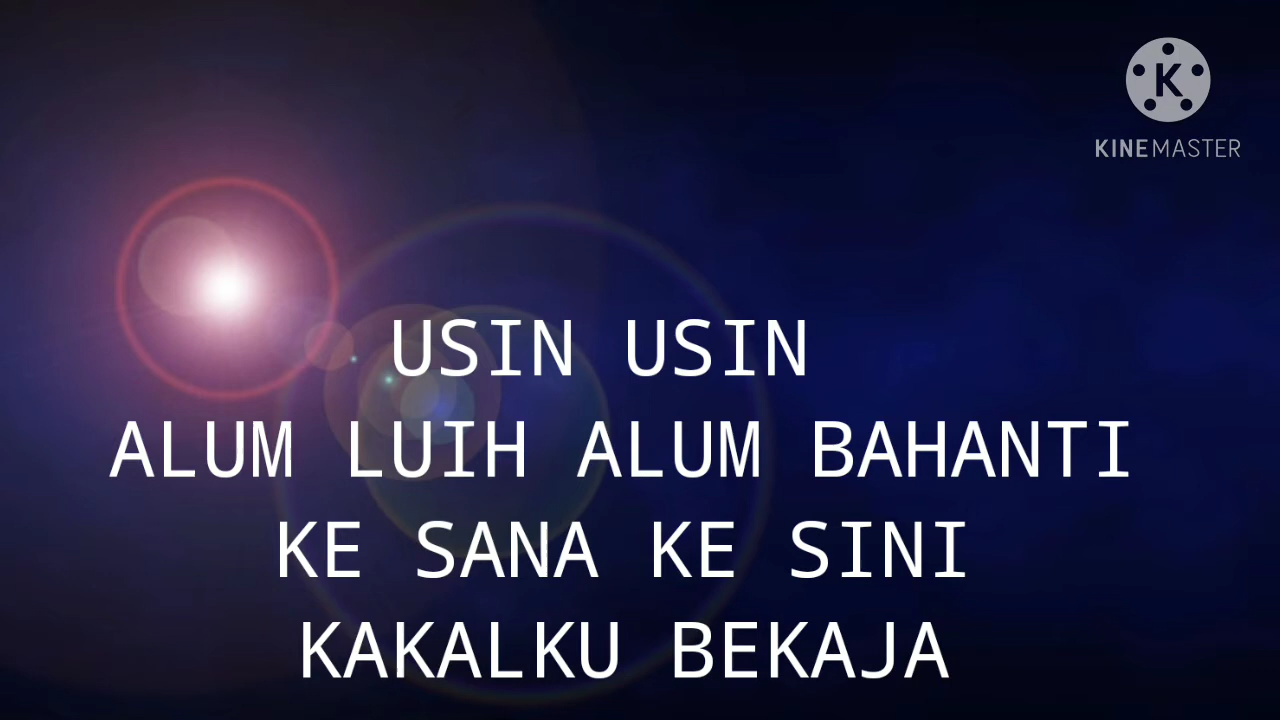 KINEMASTER
USIN USIN
ALUM LUIH ALUM BAHANTI
KE SANA KE SINI
KAKALKU BEKAJA